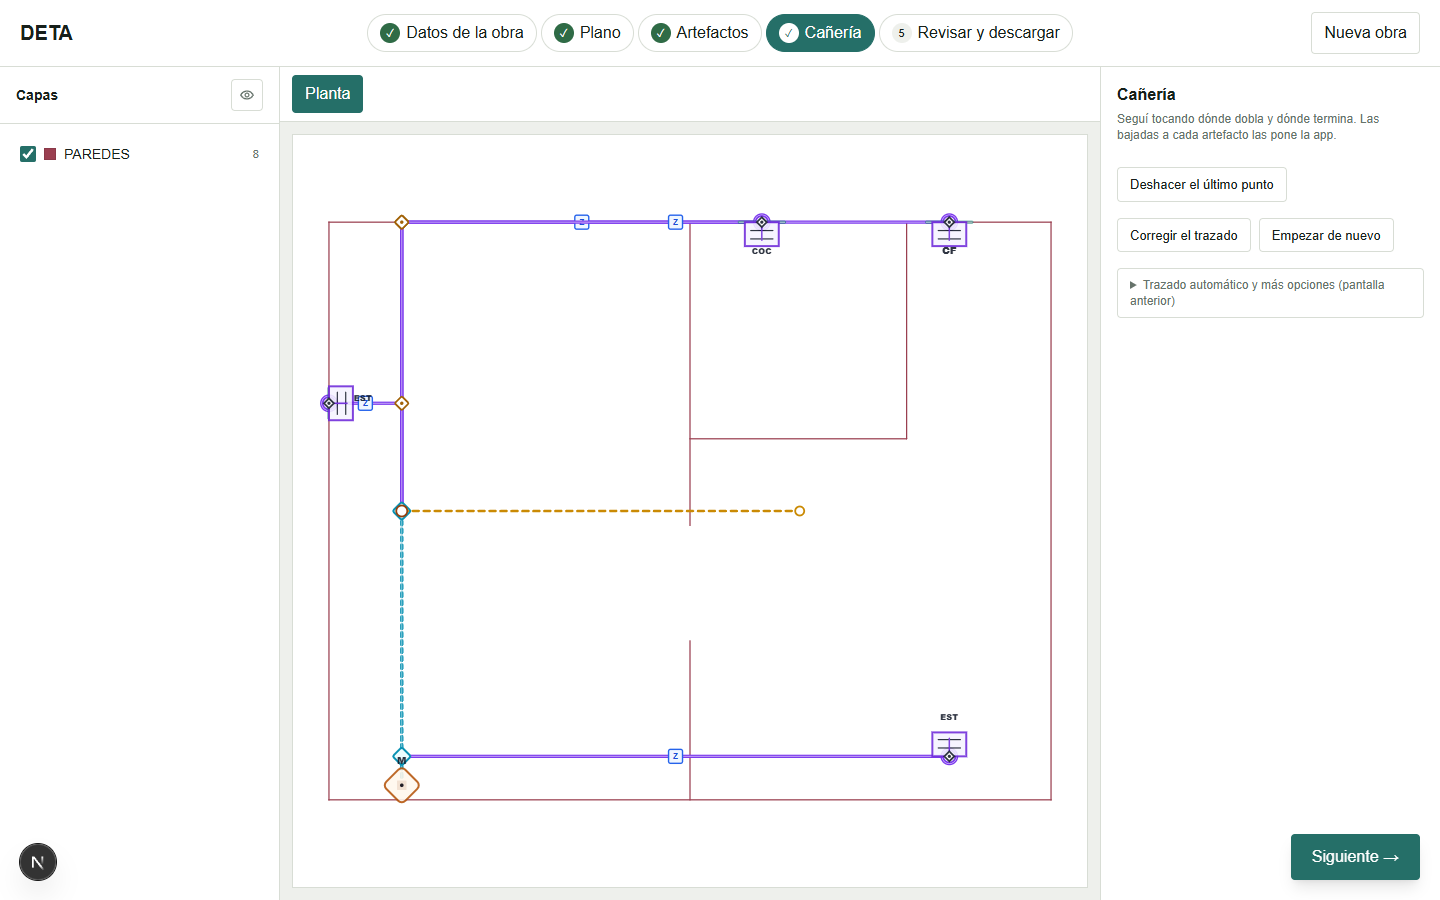 DETA
Datos de la obra
Plano
Artefactos
Cañería
5 Revisar y descargar
Nueva obra
Capas
PAREDES 8
Planta
Z
Z
COC
CF
EST
Z
M
Z
EST
Cañería
Seguí tocando dónde dobla y dónde termina. Las
bajadas a cada artefacto las pone la app.
Deshacer el último punto
Corregir el trazado
Empezar de nuevo
Trazado automático y más opciones (pantalla
anterior)
N
Siguiente →